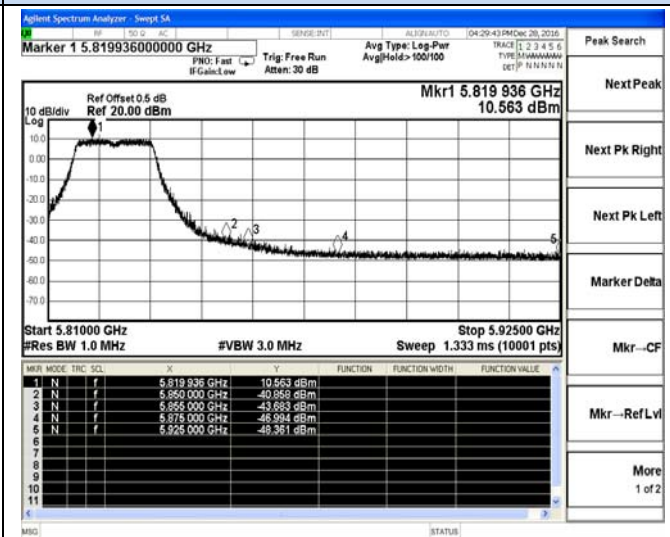 Agilent Spectrum Analyzer - Swept SA
RF 50 Ω AC SENSE:INT ALIGNAUTO 04:29:43 PM Dec 28, 2016
Marker 1 5.819936000000 GHz
PNO: Fast
IFGain:Low
Trig: Free Run
Atten: 30 dB
Avg Type: Log-Pwr
Avg|Hold:>100/100
TRACE 1 2 3 4 5 6
TYPE
DET P N N N N N
Peak Search
Next Peak
Next Pk Right
Next Pk Left
Marker Delta
Mkr→CF
Mkr→Ref Lvl
More
1 of 2
Mkr1 5.819 936 GHz
10.563 dBm
Ref Offset 0.5 dB
10 dB/div Ref 20.00 dBm
Log
10.0
0.00
-10.0
-20.0
-30.0
-40.0
-50.0
-60.0
-70.0
1
2
3
4
5
Start 5.81000 GHz
Stop 5.92500 GHz
#Res BW 1.0 MHz
#VBW 3.0 MHz
Sweep 1.333 ms (10001 pts)
MKR MODE TRC SCL X Y FUNCTION FUNCTION WIDTH FUNCTION VALUE
1 N f 5.819 936 GHz 10.563 dBm
2 N f 5.850 000 GHz -40.858 dBm
3 N f 5.855 000 GHz -43.683 dBm
4 N f 5.875 000 GHz -46.994 dBm
5 N f 5.925 000 GHz -48.361 dBm
6
7
8
9
10
11
MSG
STATUS